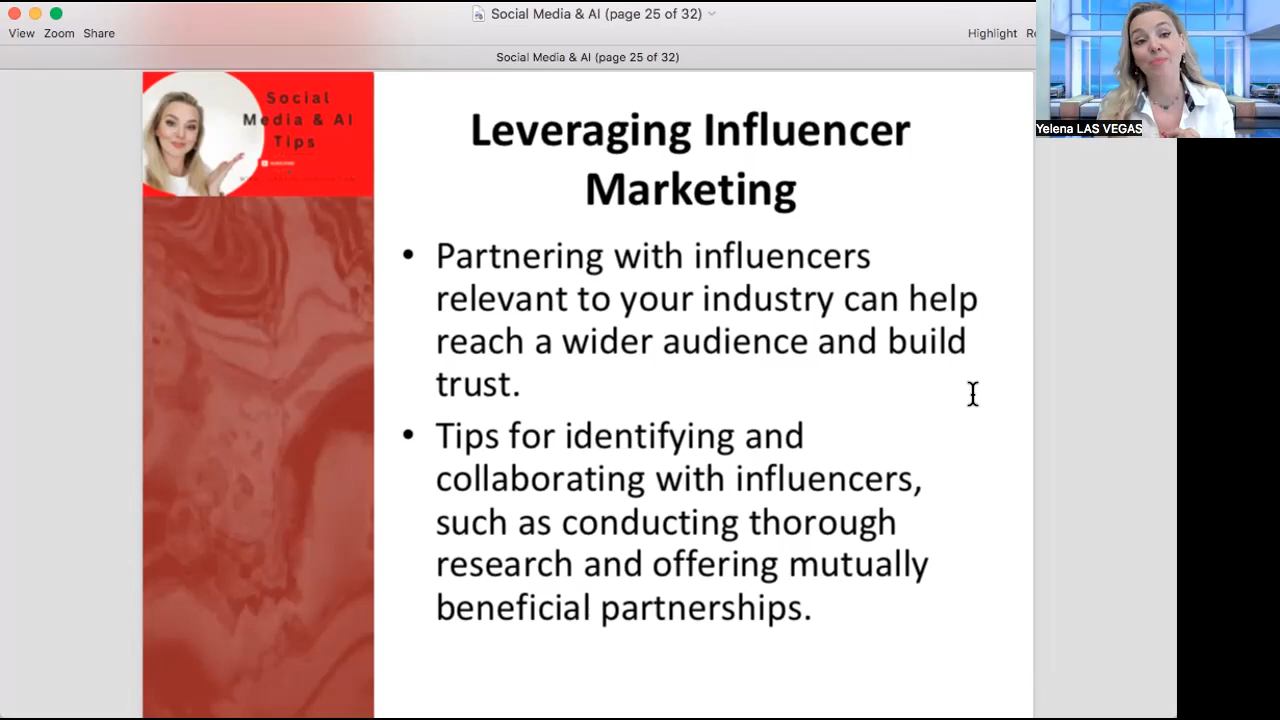 Social Media & AI (page 25 of 32)
View Zoom Share
Highlight
Social Media & AI (page 25 of 32)
Yelena LAS VEGAS
Social
Media & AI
Tips
SUBSCRIBE
Leveraging Influencer
Marketing
• Partnering with influencers
relevant to your industry can help
reach a wider audience and build
trust.
• Tips for identifying and
collaborating with influencers,
such as conducting thorough
research and offering mutually
beneficial partnerships.